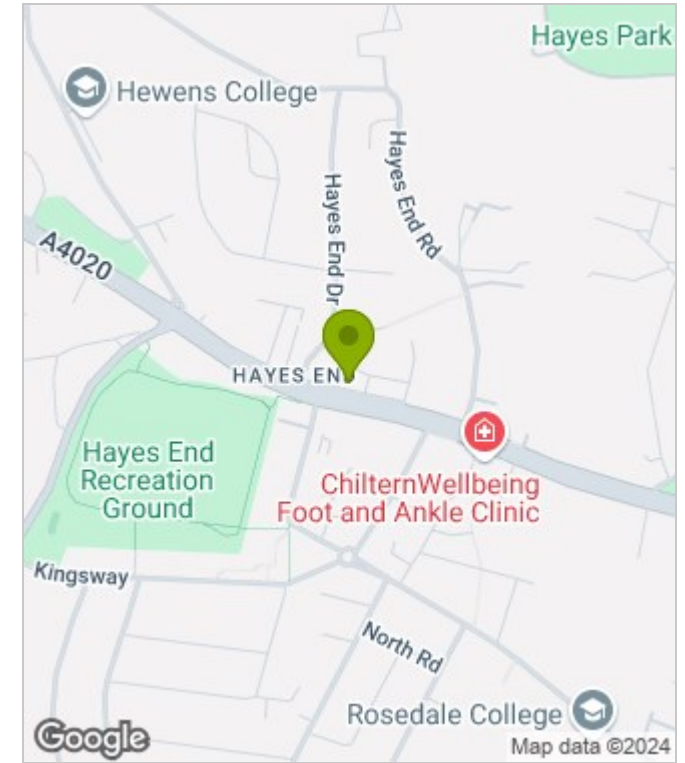 Hayes Park
Hewens College
Hayes End Rd
Hayes End Dr
A4020
HAYES END
Hayes End
Recreation
Ground
ChilternWellbeing
Foot and Ankle Clinic
Kingsway
North Rd
Rosedale College
Google
Map data ©2024